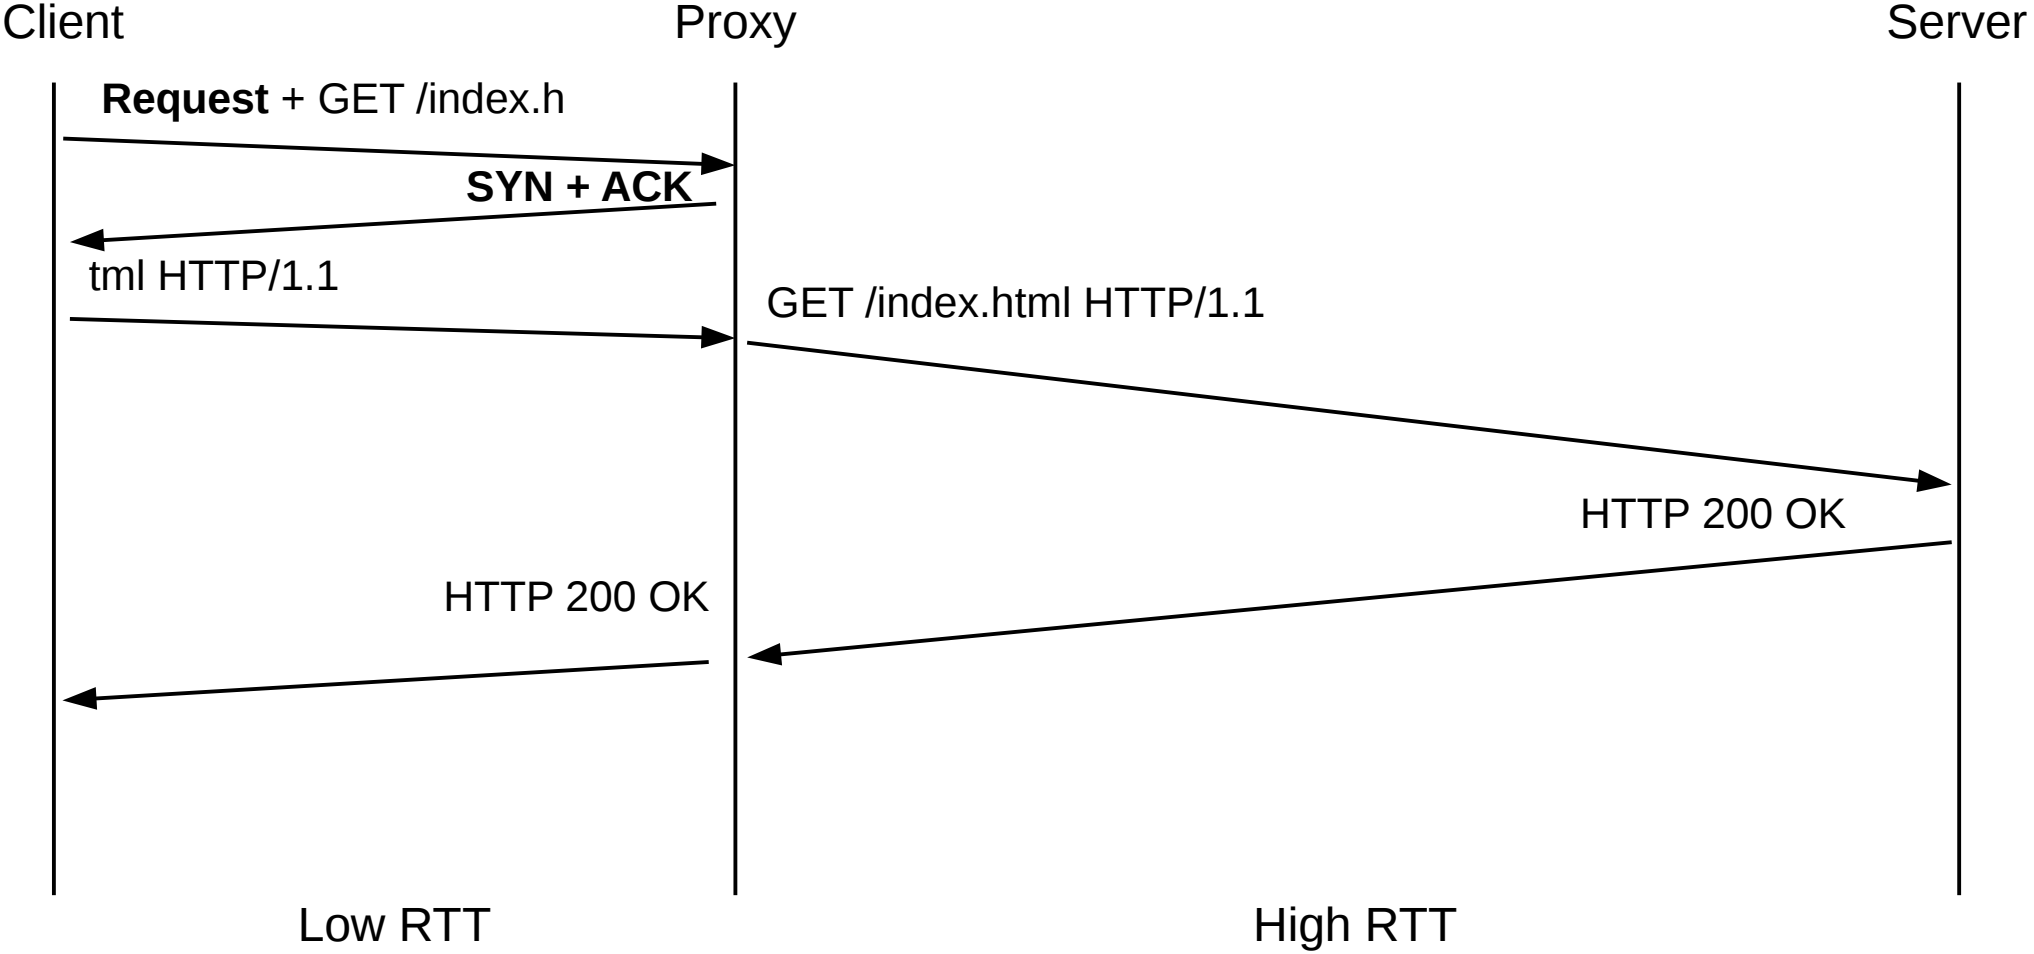 Client
Proxy
Server
Request + GET /index.h
SYN + ACK
tml HTTP/1.1
GET /index.html HTTP/1.1
HTTP 200 OK
HTTP 200 OK
Low RTT
High RTT